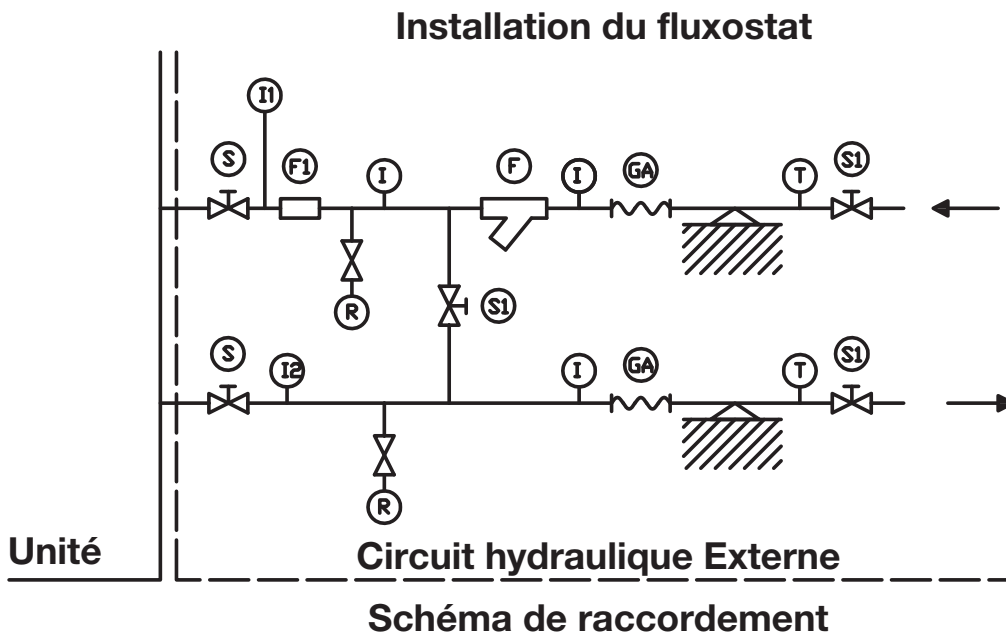 Installation du fluxostat
I1
S
F1
I
F
I
GA
T
S1
R
S1
S
I2
I
GA
T
S1
R
Unité
Circuit hydraulique Externe
Schéma de raccordement